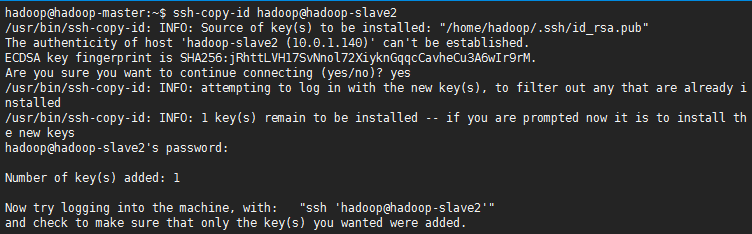 hadoop@hadoop-master:~$ ssh-copy-id hadoop@hadoop-slave2
/usr/bin/ssh-copy-id: INFO: Source of key(s) to be installed: "/home/hadoop/.ssh/id_rsa.pub"
The authenticity of host 'hadoop-slave2 (10.0.1.140)' can't be established.
ECDSA key fingerprint is SHA256:jRhttLVH17SvNnol72XiyknGqqcCavheCu3A6wIr9rM.
Are you sure you want to continue connecting (yes/no)? yes
/usr/bin/ssh-copy-id: INFO: attempting to log in with the new key(s), to filter out any that are already i
nstalled
/usr/bin/ssh-copy-id: INFO: 1 key(s) remain to be installed -- if you are prompted now it is to install th
e new keys
hadoop@hadoop-slave2's password:
Number of key(s) added: 1
Now try logging into the machine, with:   "ssh 'hadoop@hadoop-slave2'"
and check to make sure that only the key(s) you wanted were added.